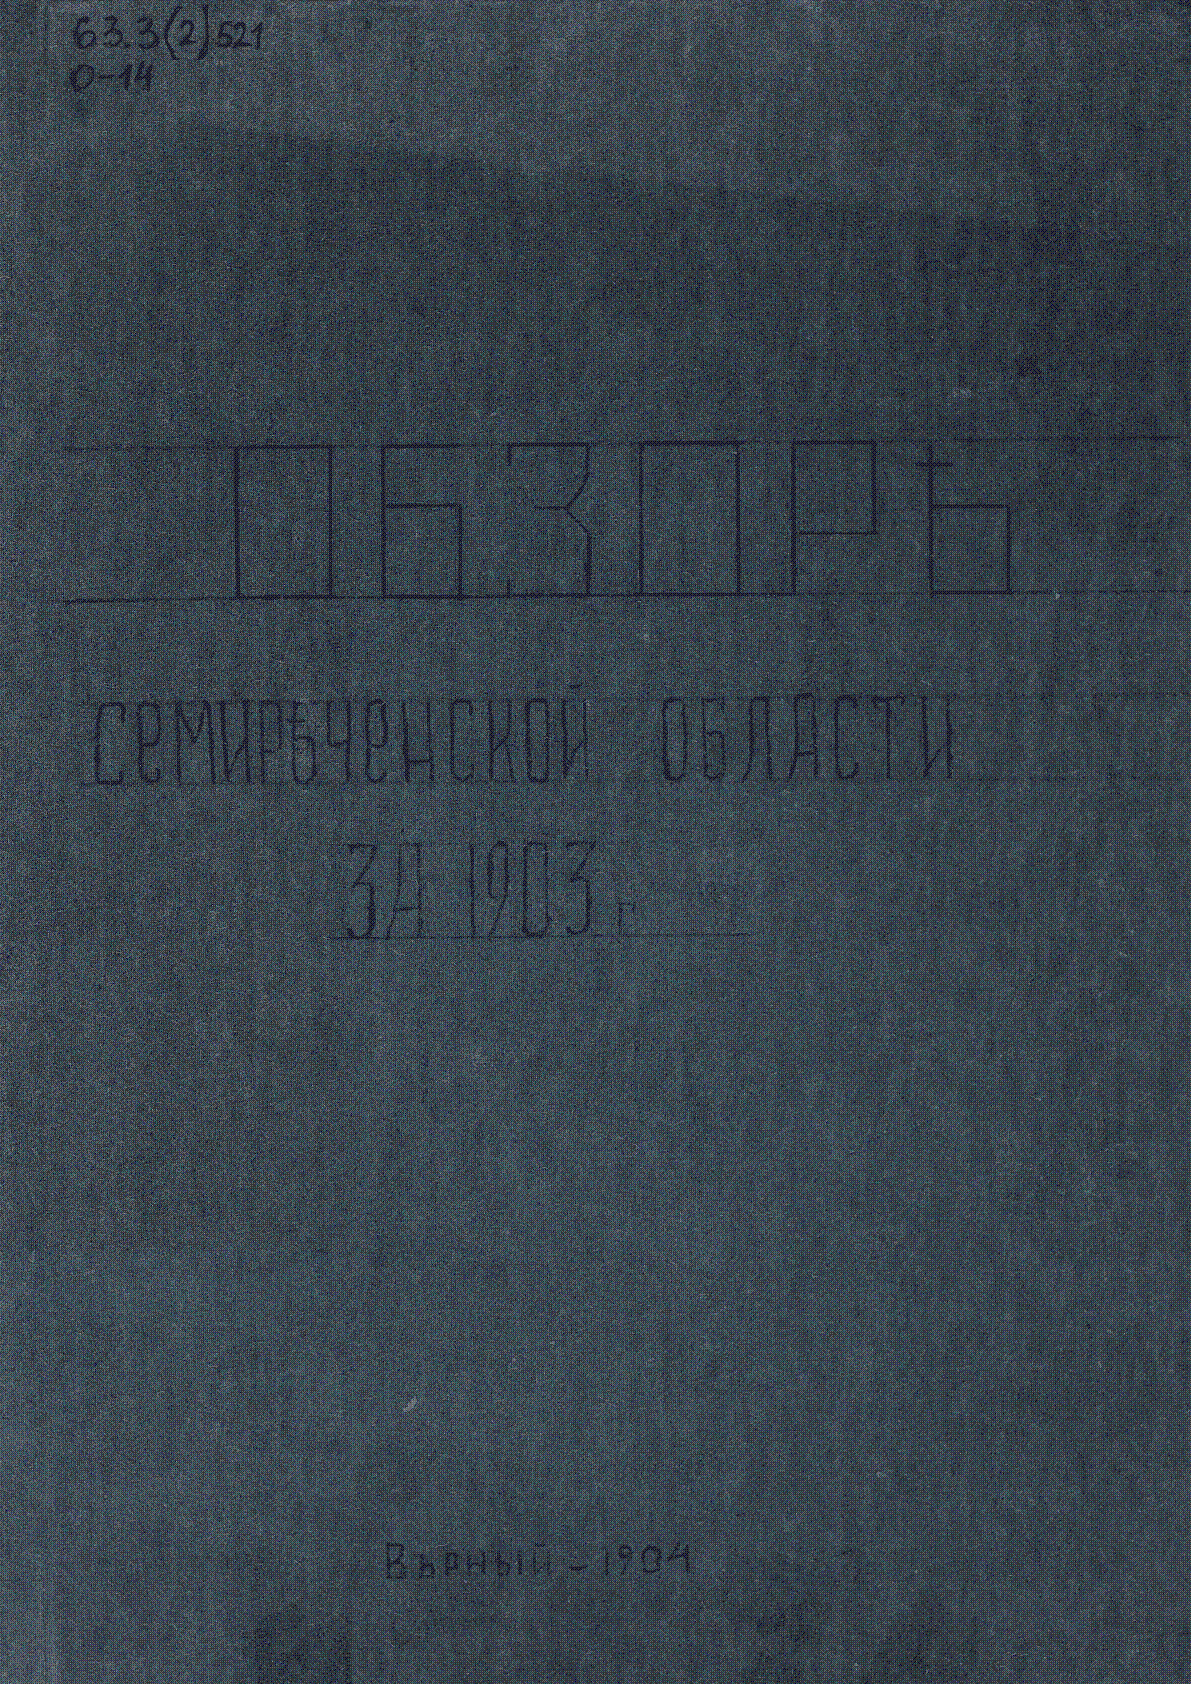 63.3(2)521
О-14
ОБЗОРЪ
СЕМИРѢЧЕНСКОЙ ОБЛАСТИ
ЗА 1903 г.
Вѣрный – 1904